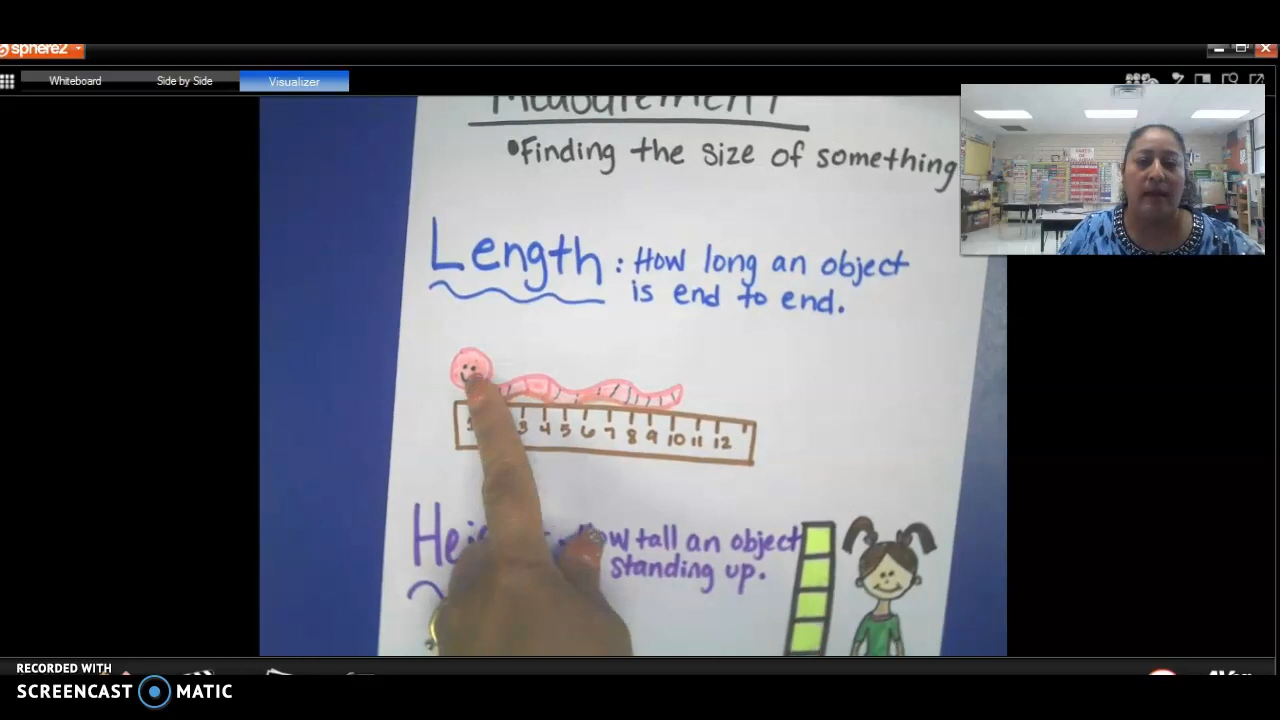 sphere2
Whiteboard
Side by Side
Visualizer
Measurement
•Finding the size of something
Length: How long an object
is end to end.
3 4 5 6 7 8 9 10 11 12
tall an object
standing up.
RECORDED WITH
SCREENCAST MATIC